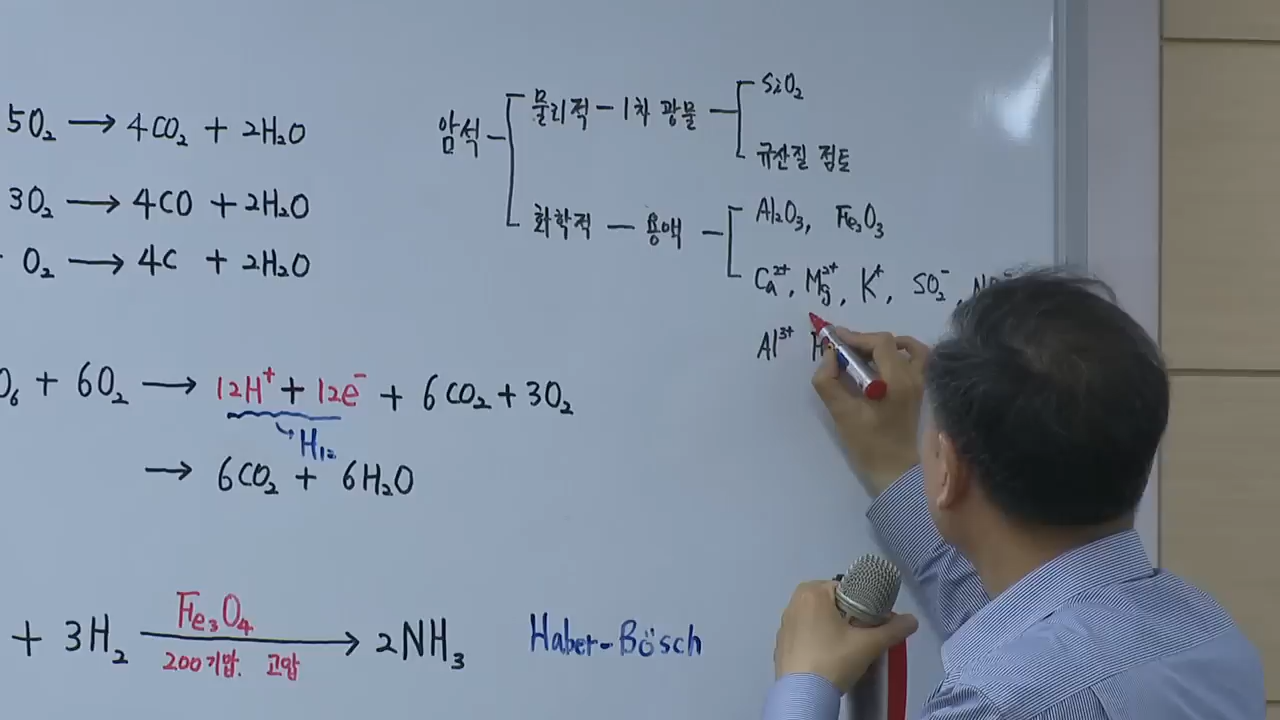 5O₂ → 4CO₂ + 2H₂O
3O₂ → 4CO + 2H₂O
O₂ → 4C + 2H₂O
O₆ + 6O₂ → 12H⁺ + 12e⁻ + 6CO₂ + 3O₂
H₁₂
→ 6CO₂ + 6H₂O
+ 3H₂ → 2NH₃
Fe₃O₄
200기압. 고압
Haber-Bösch
암석
물리적 - 1차 광물
SiO₂
규산질 점토
화학적 - 용액
Al₂O₃, Fe₂O₃
Ca²⁺, Mg²⁺, K⁺, SO₂⁻,
Al³⁺ H